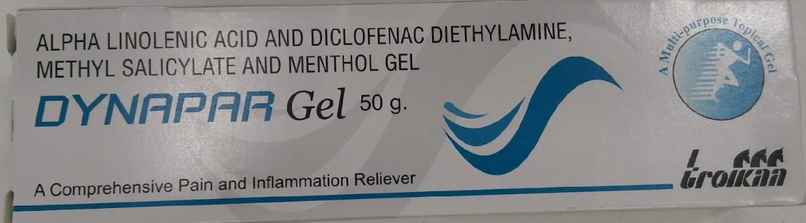 ALPHA LINOLENIC ACID AND DICLOFENAC DIETHYLAMINE,
METHYL SALICYLATE AND MENTHOL GEL
DYNAPAR Gel 50 g.
A Comprehensive Pain and Inflammation Reliever
A Multi-purpose Topical Gel
troikaa